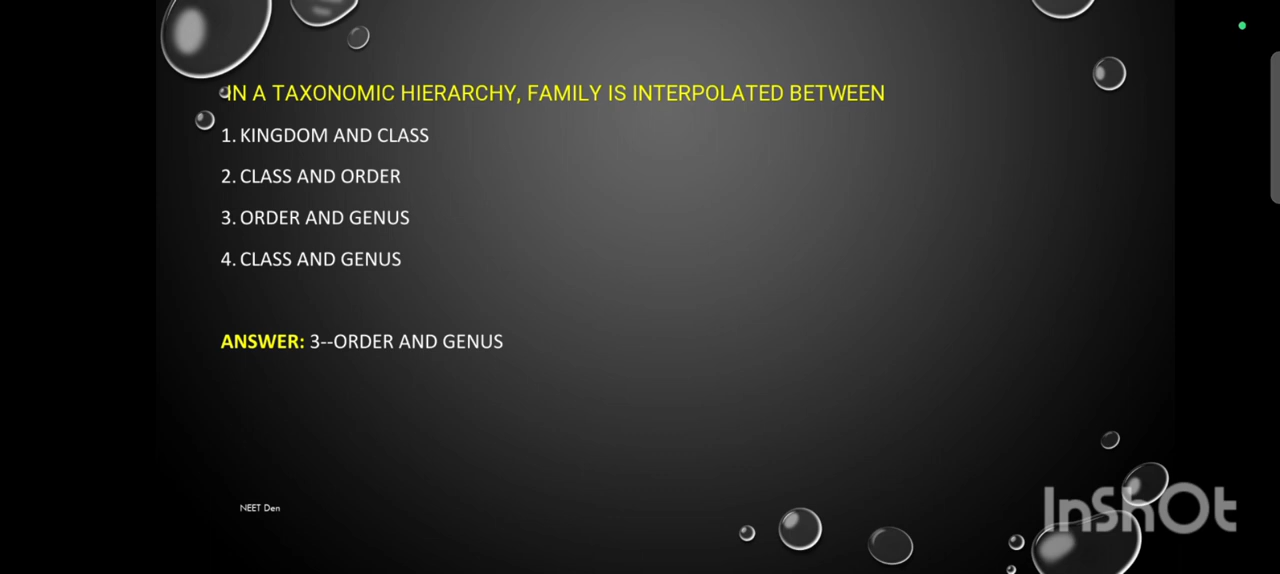 IN A TAXONOMIC HIERARCHY, FAMILY IS INTERPOLATED BETWEEN
1. KINGDOM AND CLASS
2. CLASS AND ORDER
3. ORDER AND GENUS
4. CLASS AND GENUS
ANSWER: 3--ORDER AND GENUS
NEET Den
InShOt